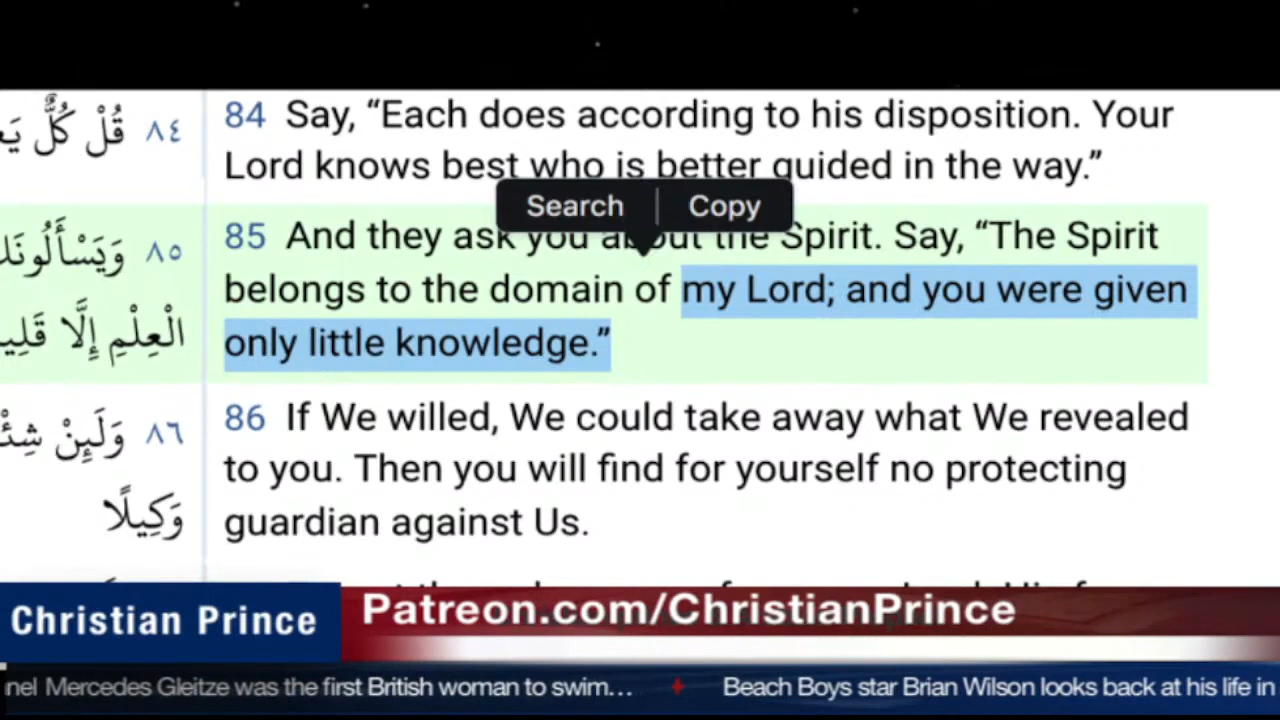 84 Say, “Each does according to his disposition. Your
Lord knows best who is better guided in the way.”
٨٤ قُلْ كُلٌّ
Search
Copy
85 And they ask you about the Spirit. Say, “The Spirit
belongs to the domain of my Lord; and you were given
only little knowledge.”
٨٥ وَيَسْأَلُونَكَ
الْعِلْمِ إِلَّا
86 If We willed, We could take away what We revealed
to you. Then you will find for yourself no protecting
guardian against Us.
٨٦ وَلَئِنْ
وَكِيلًا
Christian Prince
Patreon.com/ChristianPrince
nel Mercedes Gleitze was the first British woman to swim…
Beach Boys star Brian Wilson looks back at his life in